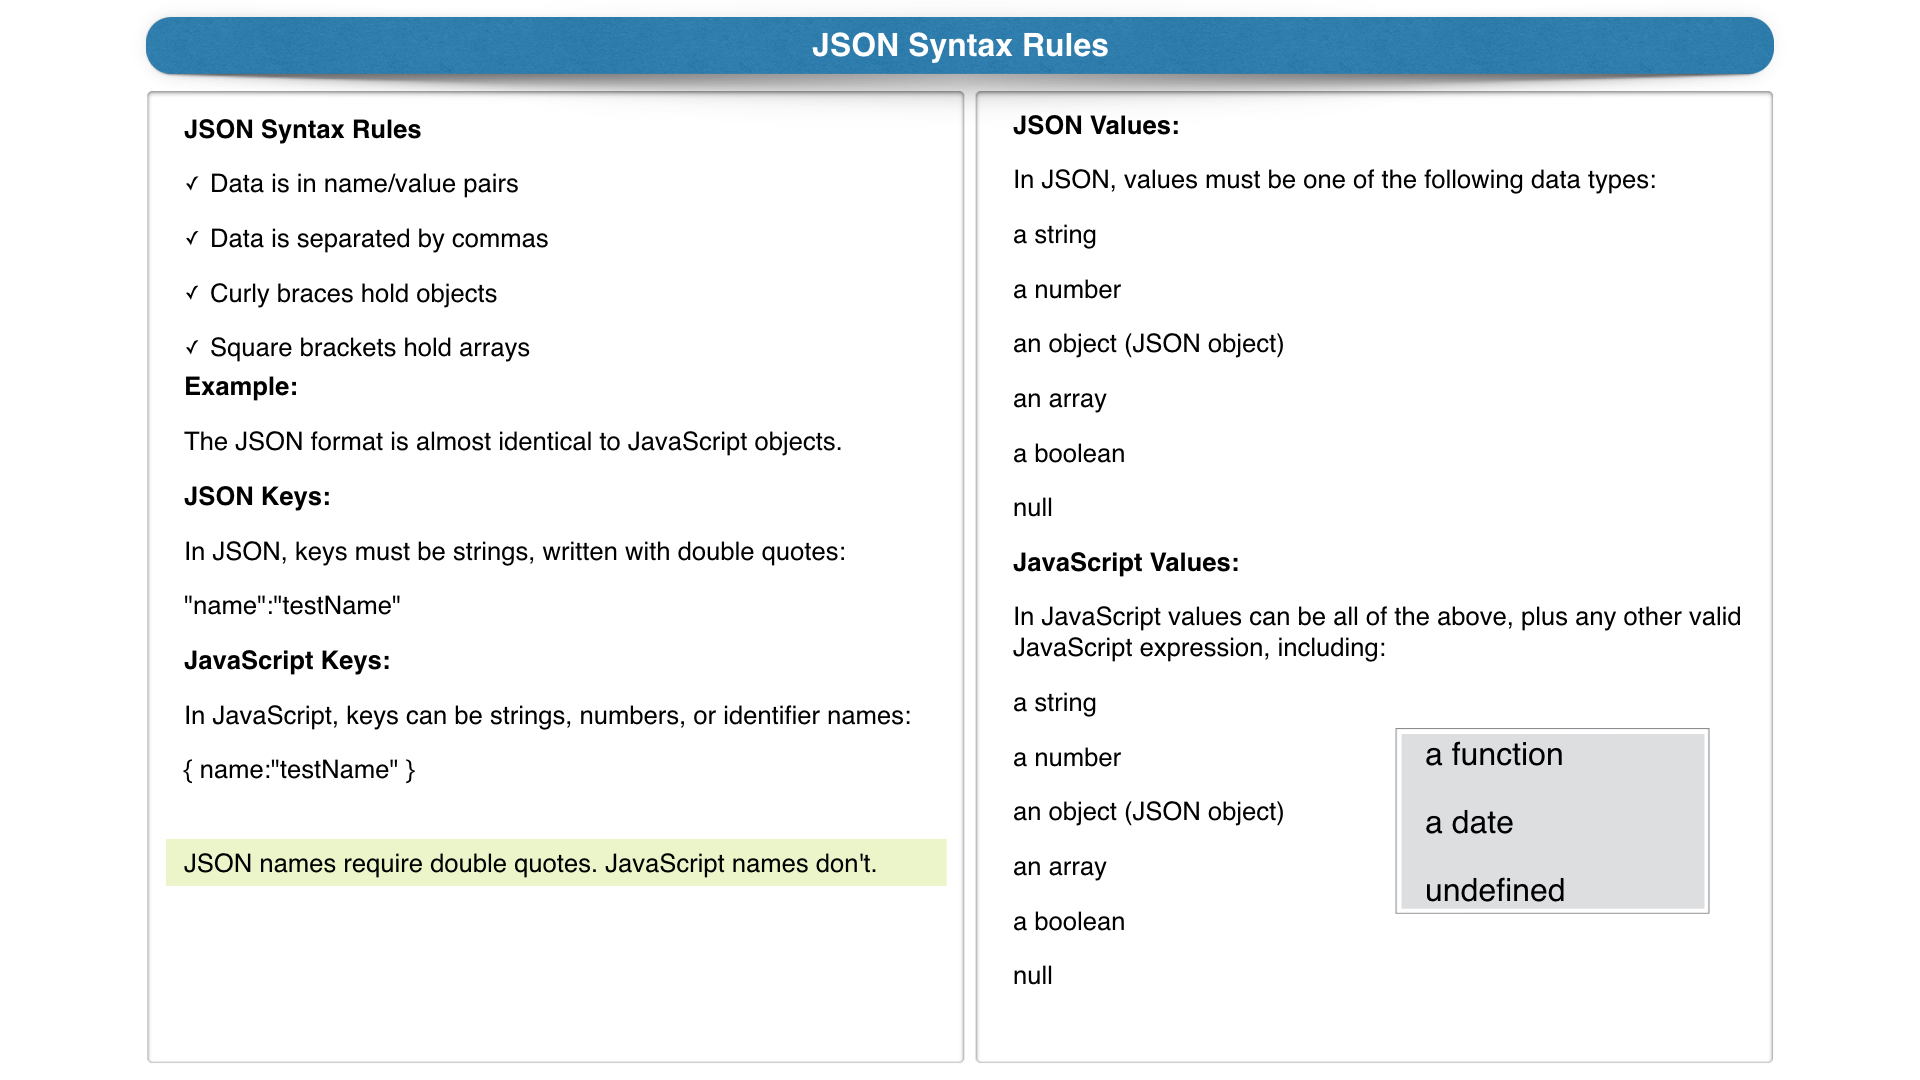 JSON Syntax Rules
JSON Syntax Rules
✓ Data is in name/value pairs
✓ Data is separated by commas
✓ Curly braces hold objects
✓ Square brackets hold arrays
Example:
The JSON format is almost identical to JavaScript objects.
JSON Keys:
In JSON, keys must be strings, written with double quotes:
"name":"testName"
JavaScript Keys:
In JavaScript, keys can be strings, numbers, or identifier names:
{ name:"testName" }
JSON names require double quotes. JavaScript names don't.
JSON Values:
In JSON, values must be one of the following data types:
a string
a number
an object (JSON object)
an array
a boolean
null
JavaScript Values:
In JavaScript values can be all of the above, plus any other valid
JavaScript expression, including:
a string
a number
an object (JSON object)
an array
a boolean
null
a function
a date
undefined